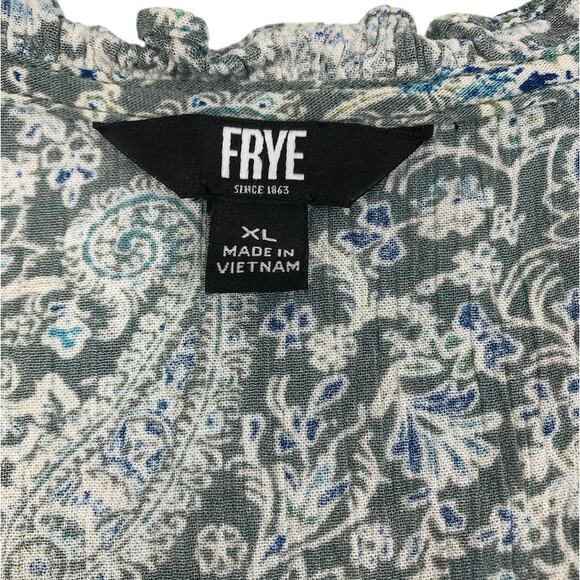 FRYE
SINCE 1863
XL
MADE IN
VIETNAM